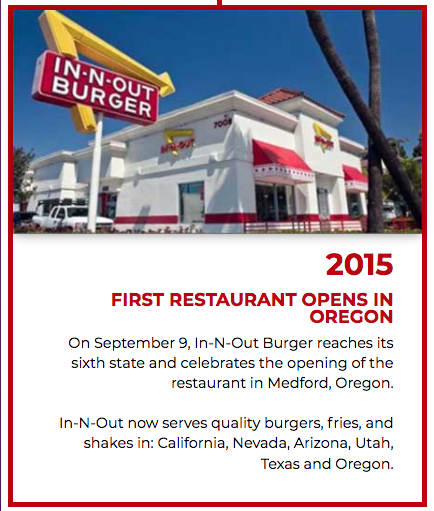 IN-N-OUT
BURGER
7009
IN-N-OUT
2015
FIRST RESTAURANT OPENS IN
OREGON
On September 9, In-N-Out Burger reaches its
sixth state and celebrates the opening of the
restaurant in Medford, Oregon.
In-N-Out now serves quality burgers, fries, and
shakes in: California, Nevada, Arizona, Utah,
Texas and Oregon.